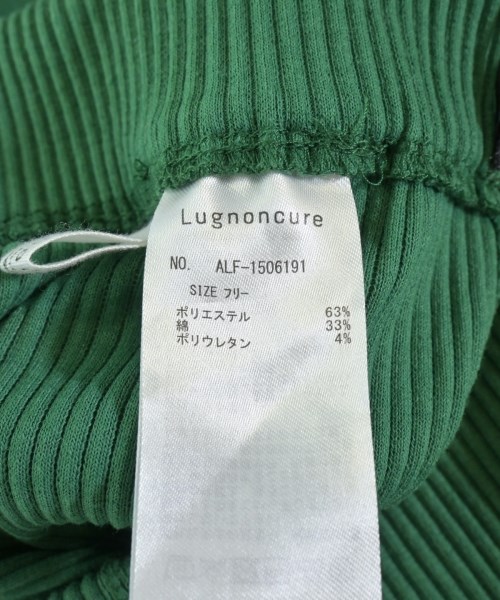 Lugnoncure
NO. ALF-1506191
SIZE フリー
ポリエステル 63%
綿 33%
ポリウレタン 4%